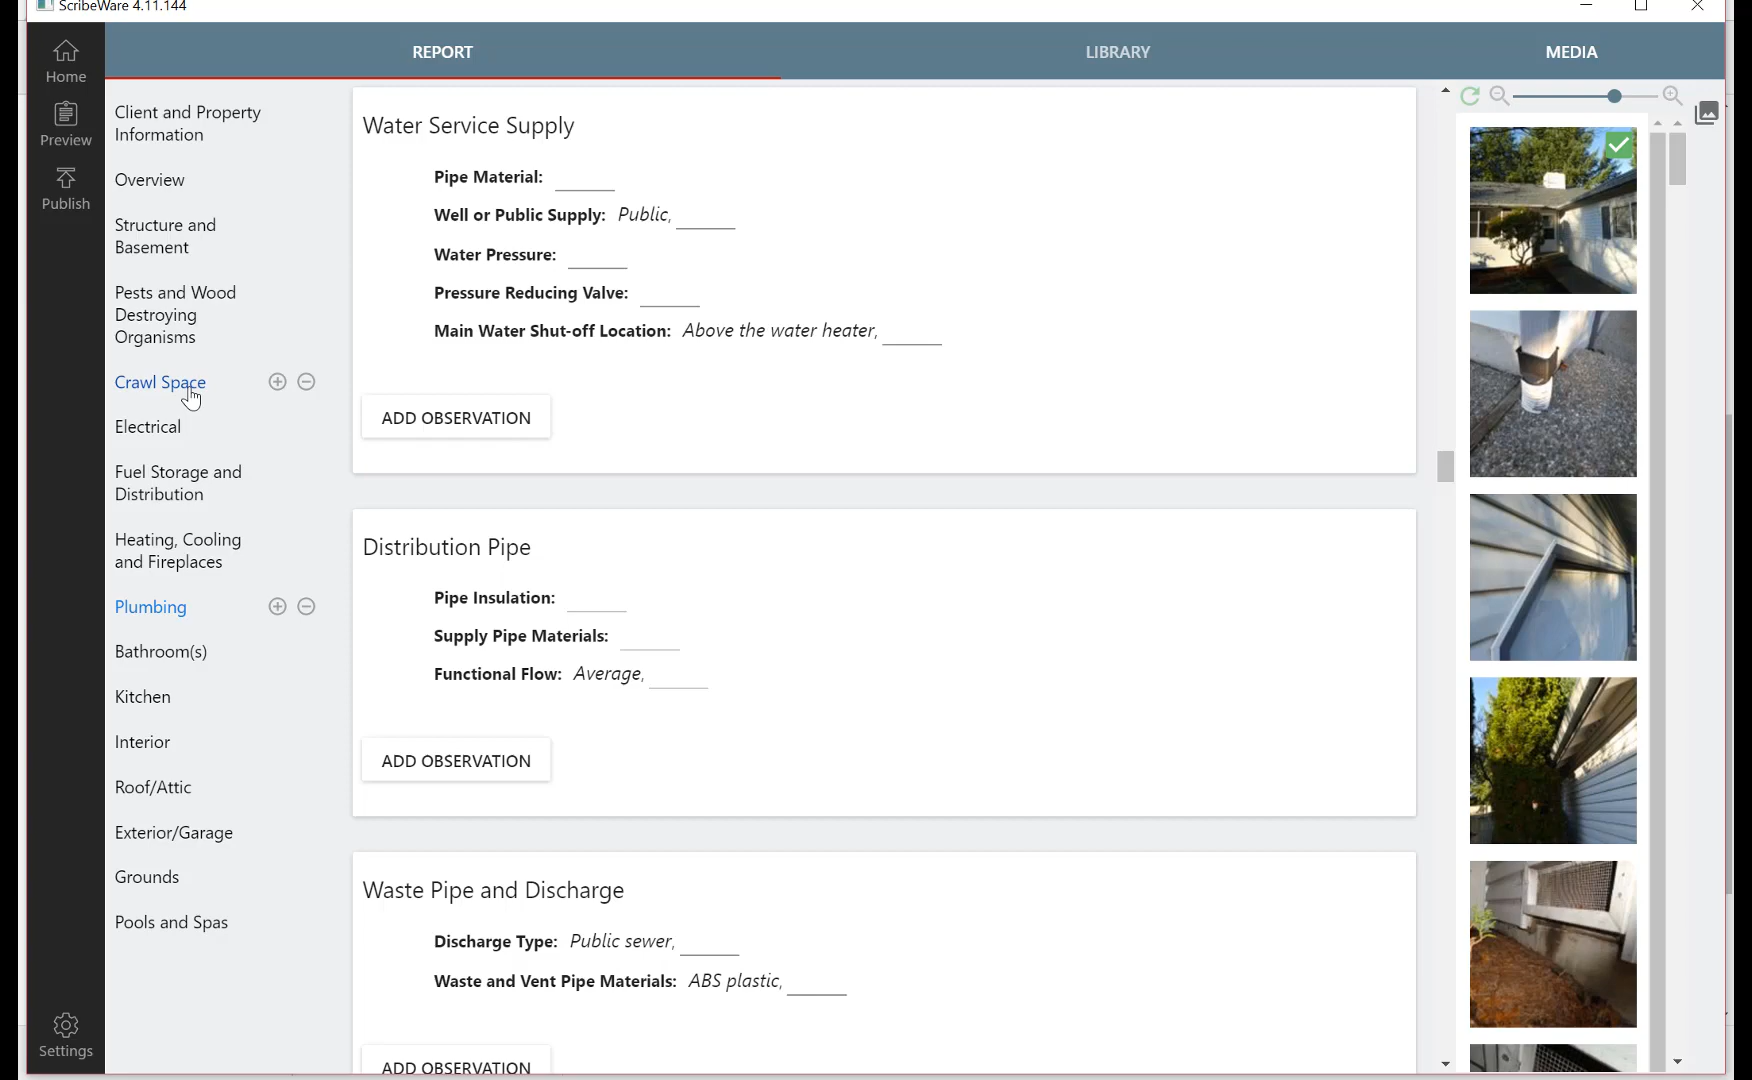 ScribeWare 4.11.144
REPORT
LIBRARY
MEDIA
Home
Preview
Publish
Settings
Client and Property
Information
Overview
Structure and
Basement
Pests and Wood
Destroying
Organisms
Crawl Space
Electrical
Fuel Storage and
Distribution
Heating, Cooling
and Fireplaces
Plumbing
Bathroom(s)
Kitchen
Interior
Roof/Attic
Exterior/Garage
Grounds
Pools and Spas
Water Service Supply
Pipe Material:
Well or Public Supply: Public,
Water Pressure:
Pressure Reducing Valve:
Main Water Shut-off Location: Above the water heater,
ADD OBSERVATION
Distribution Pipe
Pipe Insulation:
Supply Pipe Materials:
Functional Flow: Average,
ADD OBSERVATION
Waste Pipe and Discharge
Discharge Type: Public sewer,
Waste and Vent Pipe Materials: ABS plastic,
ADD OBSERVATION